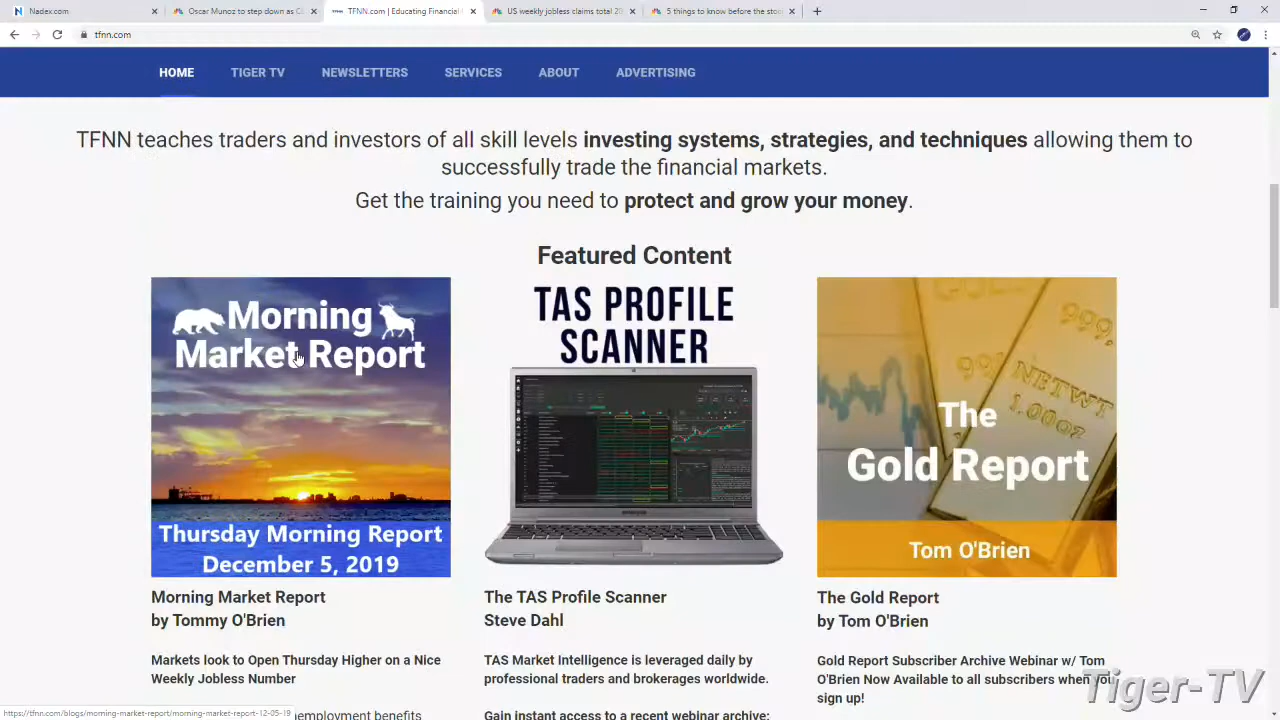 Nadex.com
Oscar Munoz to step down as C
TFNN.com | Educating Financial
US weekly jobless claims total 20
5 things to know before the stoc
tfnn.com
HOME TIGER TV NEWSLETTERS SERVICES ABOUT ADVERTISING
TFNN teaches traders and investors of all skill levels investing systems, strategies, and techniques allowing them to
successfully trade the financial markets.
Get the training you need to protect and grow your money.
Featured Content
Morning
Market Report
Thursday Morning Report
December 5, 2019
TAS PROFILE
SCANNER
999.
NETWT
1.00oz
The
Gold Report
Tom O'Brien
Morning Market Report
by Tommy O'Brien
Markets look to Open Thursday Higher on a Nice
Weekly Jobless Number
The TAS Profile Scanner
Steve Dahl
TAS Market Intelligence is leveraged daily by
professional traders and brokerages worldwide.
Gain instant access to a recent webinar archive:
The Gold Report
by Tom O'Brien
Gold Report Subscriber Archive Webinar w/ Tom
O'Brien Now Available to all subscribers when you
sign up!
Tiger-TV
https://tfnn.com/blogs/morning-market-report/morning-market-report-12-05-19
employment benefits